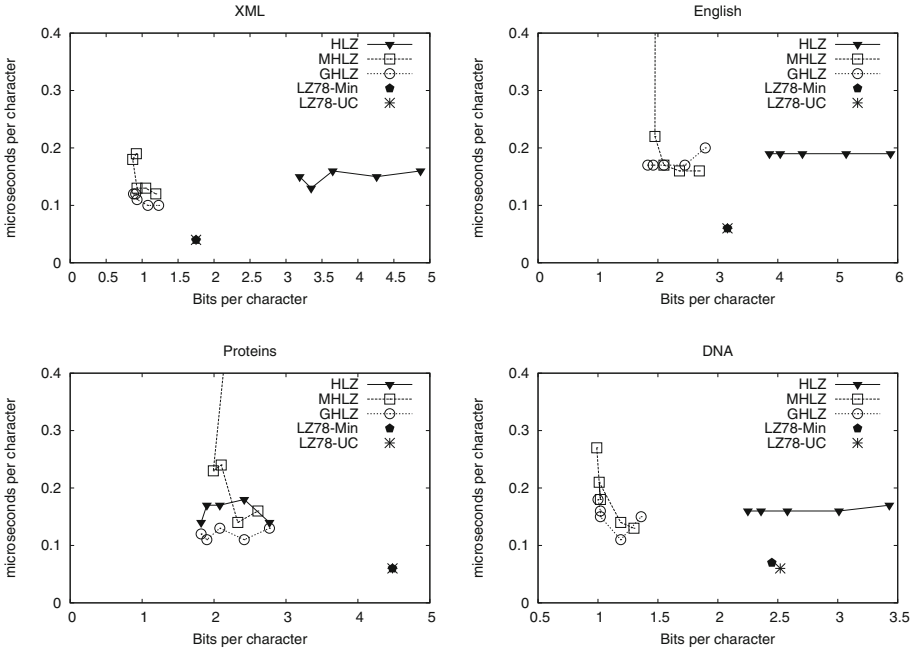 XML
microseconds per character
0.4
0.3
0.2
0.1
0
HLZ
MHLZ
GHLZ
LZ78-Min
LZ78-UC
0 0.5 1 1.5 2 2.5 3 3.5 4 4.5 5
Bits per character
English
microseconds per character
0.4
0.3
0.2
0.1
0
HLZ
MHLZ
GHLZ
LZ78-Min
LZ78-UC
0 1 2 3 4 5 6
Bits per character
Proteins
microseconds per character
0.4
0.3
0.2
0.1
0
HLZ
MHLZ
GHLZ
LZ78-Min
LZ78-UC
0 1 2 3 4 5
Bits per character
DNA
microseconds per character
0.4
0.3
0.2
0.1
0
HLZ
MHLZ
GHLZ
LZ78-Min
LZ78-UC
0.5 1 1.5 2 2.5 3 3.5
Bits per character